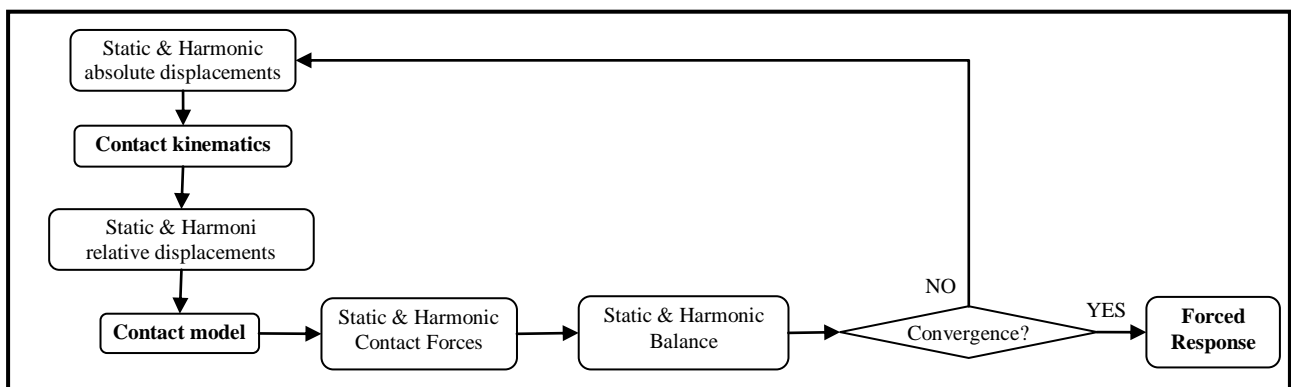 Static & Harmonic
absolute displacements
Contact kinematics
Static & Harmoni
relative displacements
Contact model
Static & Harmonic
Contact Forces
Static & Harmonic
Balance
Convergence?
NO
YES
Forced
Response